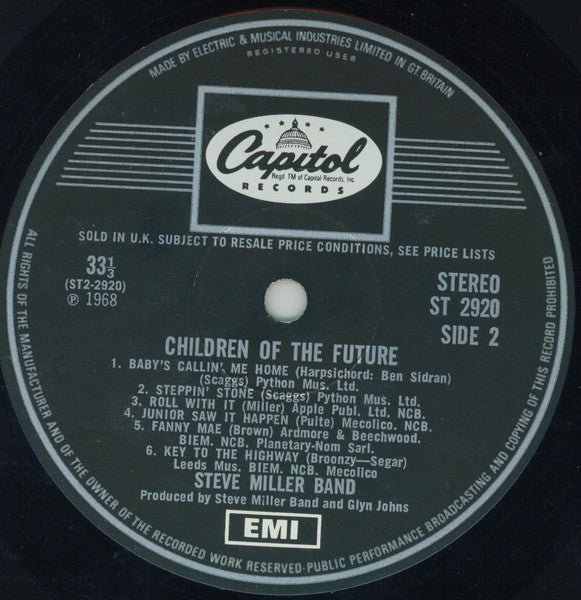 MADE BY ELECTRIC & MUSICAL INDUSTRIES LIMITED IN GT. BRITAIN
REGISTERED USER
Capitol
Regd TM of Capitol Records, Inc
RECORDS
SOLD IN U.K. SUBJECT TO RESALE PRICE CONDITIONS, SEE PRICE LISTS
33⅓
(ST2-2920)
℗ 1968
STEREO
ST 2920
SIDE 2
CHILDREN OF THE FUTURE
1. BABY'S CALLIN' ME HOME (Harpsichord: Ben Sidran)
(Scaggs) Python Mus. Ltd.
2. STEPPIN' STONE (Scaggs) Python Mus. Ltd.
3. ROLL WITH IT (Miller) Apple Publ. Ltd. NCB.
4. JUNIOR SAW IT HAPPEN (Puite) Mecolico. NCB.
5. FANNY MAE (Brown) Ardmore & Beechwood.
BIEM. NCB. Planetary-Nom Sarl.
6. KEY TO THE HIGHWAY (Bronzy—Segar)
Leeds Mus. BIEM. NCB. Mecolico
STEVE MILLER BAND
Produced by Steve Miller Band and Glyn Johns
EMI
ALL RIGHTS OF THE MANUFACTURER AND OF THE OWNER OF THE RECORDED WORK RESERVED·PUBLIC PERFORMANCE BROADCASTING AND COPYING OF THIS RECORD PROHIBITED